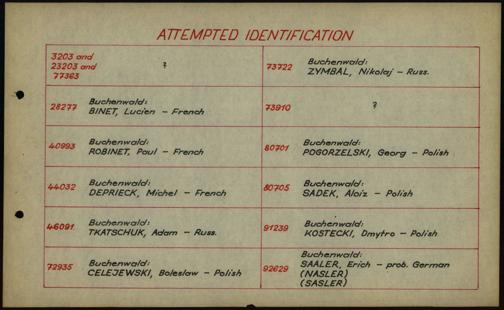 ATTEMPTED IDENTIFICATION
3203 and
23203 and
77363
?
28277
Buchenwald:
BINET, Lucien - French
40993
Buchenwald:
ROBINET, Paul - French
44032
Buchenwald:
DEPRIECK, Michel - French
46091
Buchenwald:
TKATSCHUK, Adam - Russ.
72935
Buchenwald:
CELEJEWSKI, Boleslaw - Polish
73722
Buchenwald:
ZYMBAL, Nikolaj - Russ.
73910
?
80701
Buchenwald:
POGORZELSKI, Georg - Polish
80705
Buchenwald:
SADEK, Aloiz - Polish
91239
Buchenwald:
KOSTECKI, Dmytro - Polish
92629
Buchenwald:
SAALER, Erich - prob. German
(NASLER)
(SASLER)